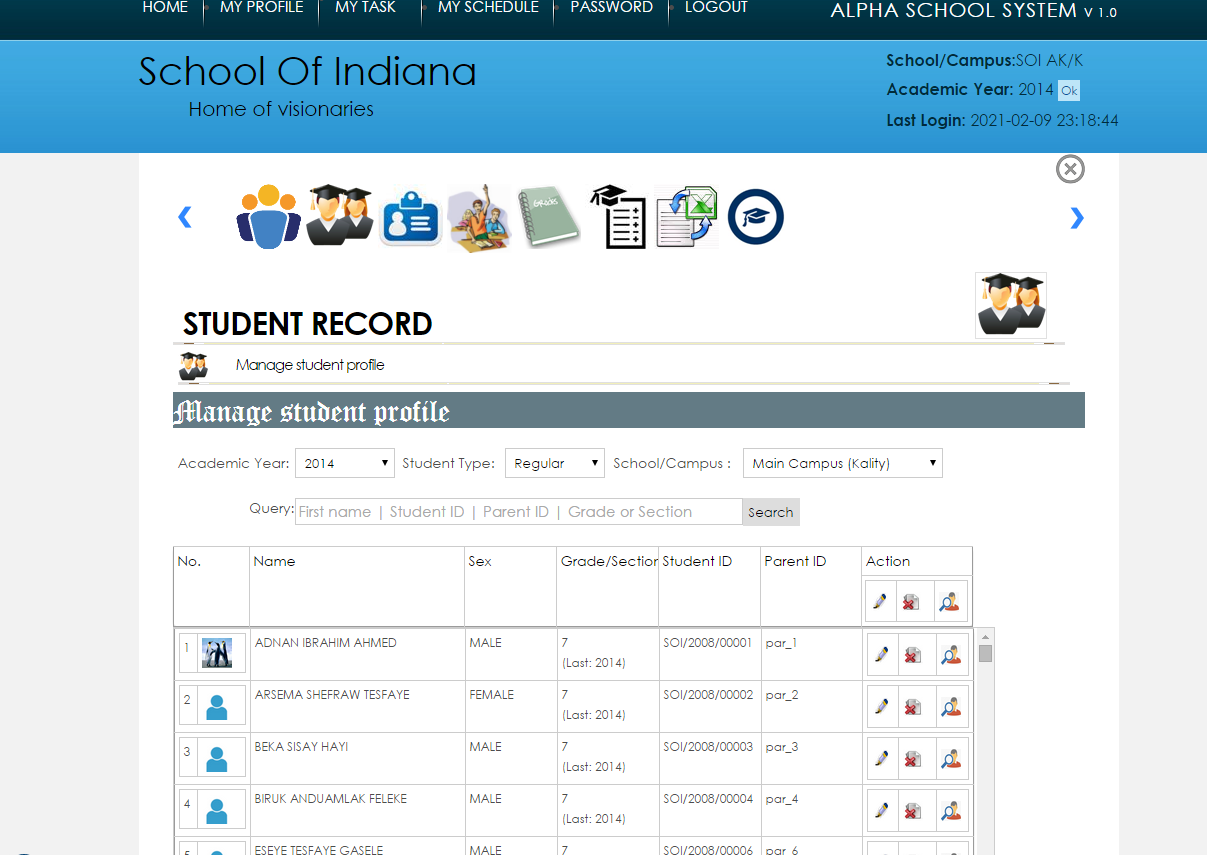 HOME MY PROFILE MY TASK MY SCHEDULE PASSWORD LOGOUT ALPHA SCHOOL SYSTEM V 1.0
School Of Indiana
Home of visionaries
School/Campus:SOI AK/K
Academic Year: 2014 Ok
Last Login: 2021-02-09 23:18:44
GRADES
STUDENT RECORD
Manage student profile
Manage student profile
Academic Year: 2014 Student Type: Regular School/Campus : Main Campus (Kality)
Query: First name | Student ID | Parent ID | Grade or Section Search
No. Name Sex Grade/Section Student ID Parent ID Action
1 ADNAN IBRAHIM AHMED MALE 7 SOI/2008/00001 par_1
(Last: 2014)
2 ARSEMA SHEFRAW TESFAYE FEMALE 7 SOI/2008/00002 par_2
(Last: 2014)
3 BEKA SISAY HAYI MALE 7 SOI/2008/00003 par_3
(Last: 2014)
4 BIRUK ANDUAMLAK FELEKE MALE 7 SOI/2008/00004 par_4
(Last: 2014)
5 ESEYE TESFAYE GASELE MALE 7 SOI/2008/00006 par_6